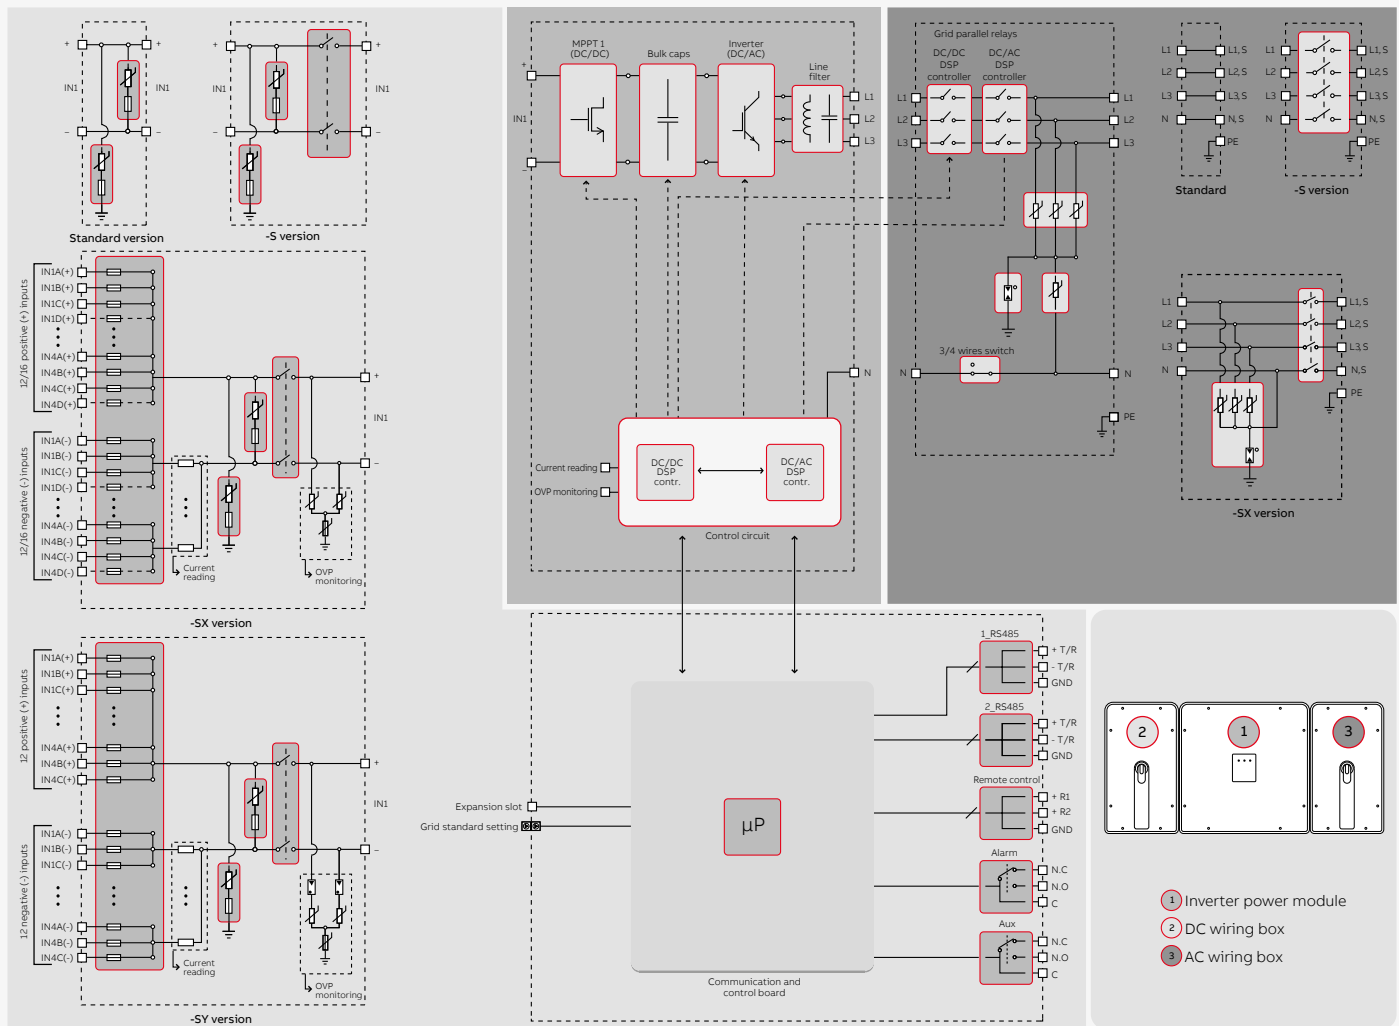 +
+
IN1
IN1
−
−
Standard version
+
+
IN1
IN1
−
−
-S version
12/16 positive (+) inputs
IN1A(+)
IN1B(+)
IN1C(+)
IN1D(+)
IN4A(+)
IN4B(+)
IN4C(+)
IN4D(+)
12/16 negative (-) inputs
IN1A(-)
IN1B(-)
IN1C(-)
IN1D(-)
IN4A(-)
IN4B(-)
IN4C(-)
IN4D(-)
+
IN1
−
Current
reading
OVP
monitoring
-SX version
12 positive (+) inputs
IN1A(+)
IN1B(+)
IN1C(+)
IN4A(+)
IN4B(+)
IN4C(+)
12 negative (-) inputs
IN1A(-)
IN1B(-)
IN1C(-)
IN4A(-)
IN4B(-)
IN4C(-)
+
IN1
−
Current
reading
OVP
monitoring
-SY version
MPPT 1
(DC/DC)
Bulk caps
Inverter
(DC/AC)
Line
filter
+
IN1
−
L1
L2
L3
N
Current reading
OVP monitoring
DC/DC
DSP
contr.
DC/AC
DSP
contr.
Control circuit
Grid parallel relays
DC/DC
DSP
controller
DC/AC
DSP
controller
L1
L2
L3
L1
L2
L3
3/4 wires switch
N
N
PE
L1
L2
L3
N
L1, S
L2, S
L3, S
N, S
PE
Standard
L1
L2
L3
N
L1, S
L2, S
L3, S
N, S
PE
-S version
L1
L2
L3
N
L1, S
L2, S
L3, S
N, S
PE
-SX version
Expansion slot
Grid standard setting
µP
Communication and
control board
1_RS485
+ T/R
- T/R
GND
2_RS485
+ T/R
- T/R
GND
Remote control
+ R1
+ R2
GND
Alarm
N.C
N.O
C
Aux
N.C
N.O
C
2
1
3
1 Inverter power module
2 DC wiring box
3 AC wiring box